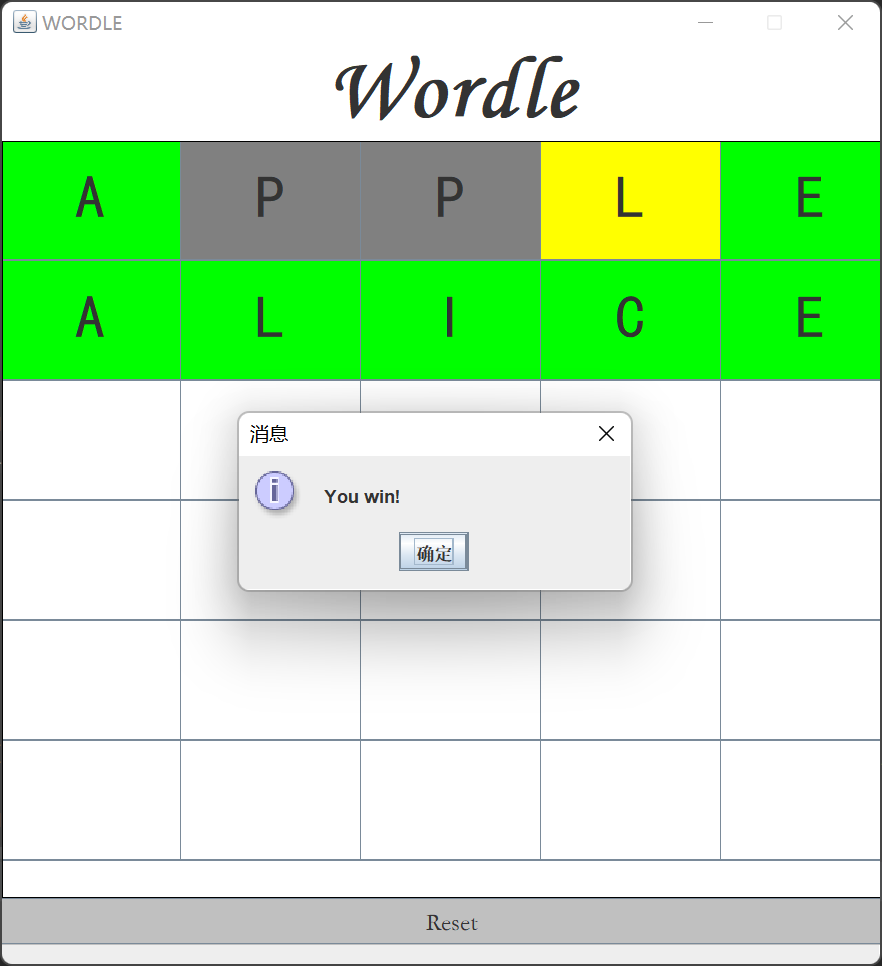 WORDLE
Wordle
A P P L E
A L I C E
消息
You win!
确定
Reset